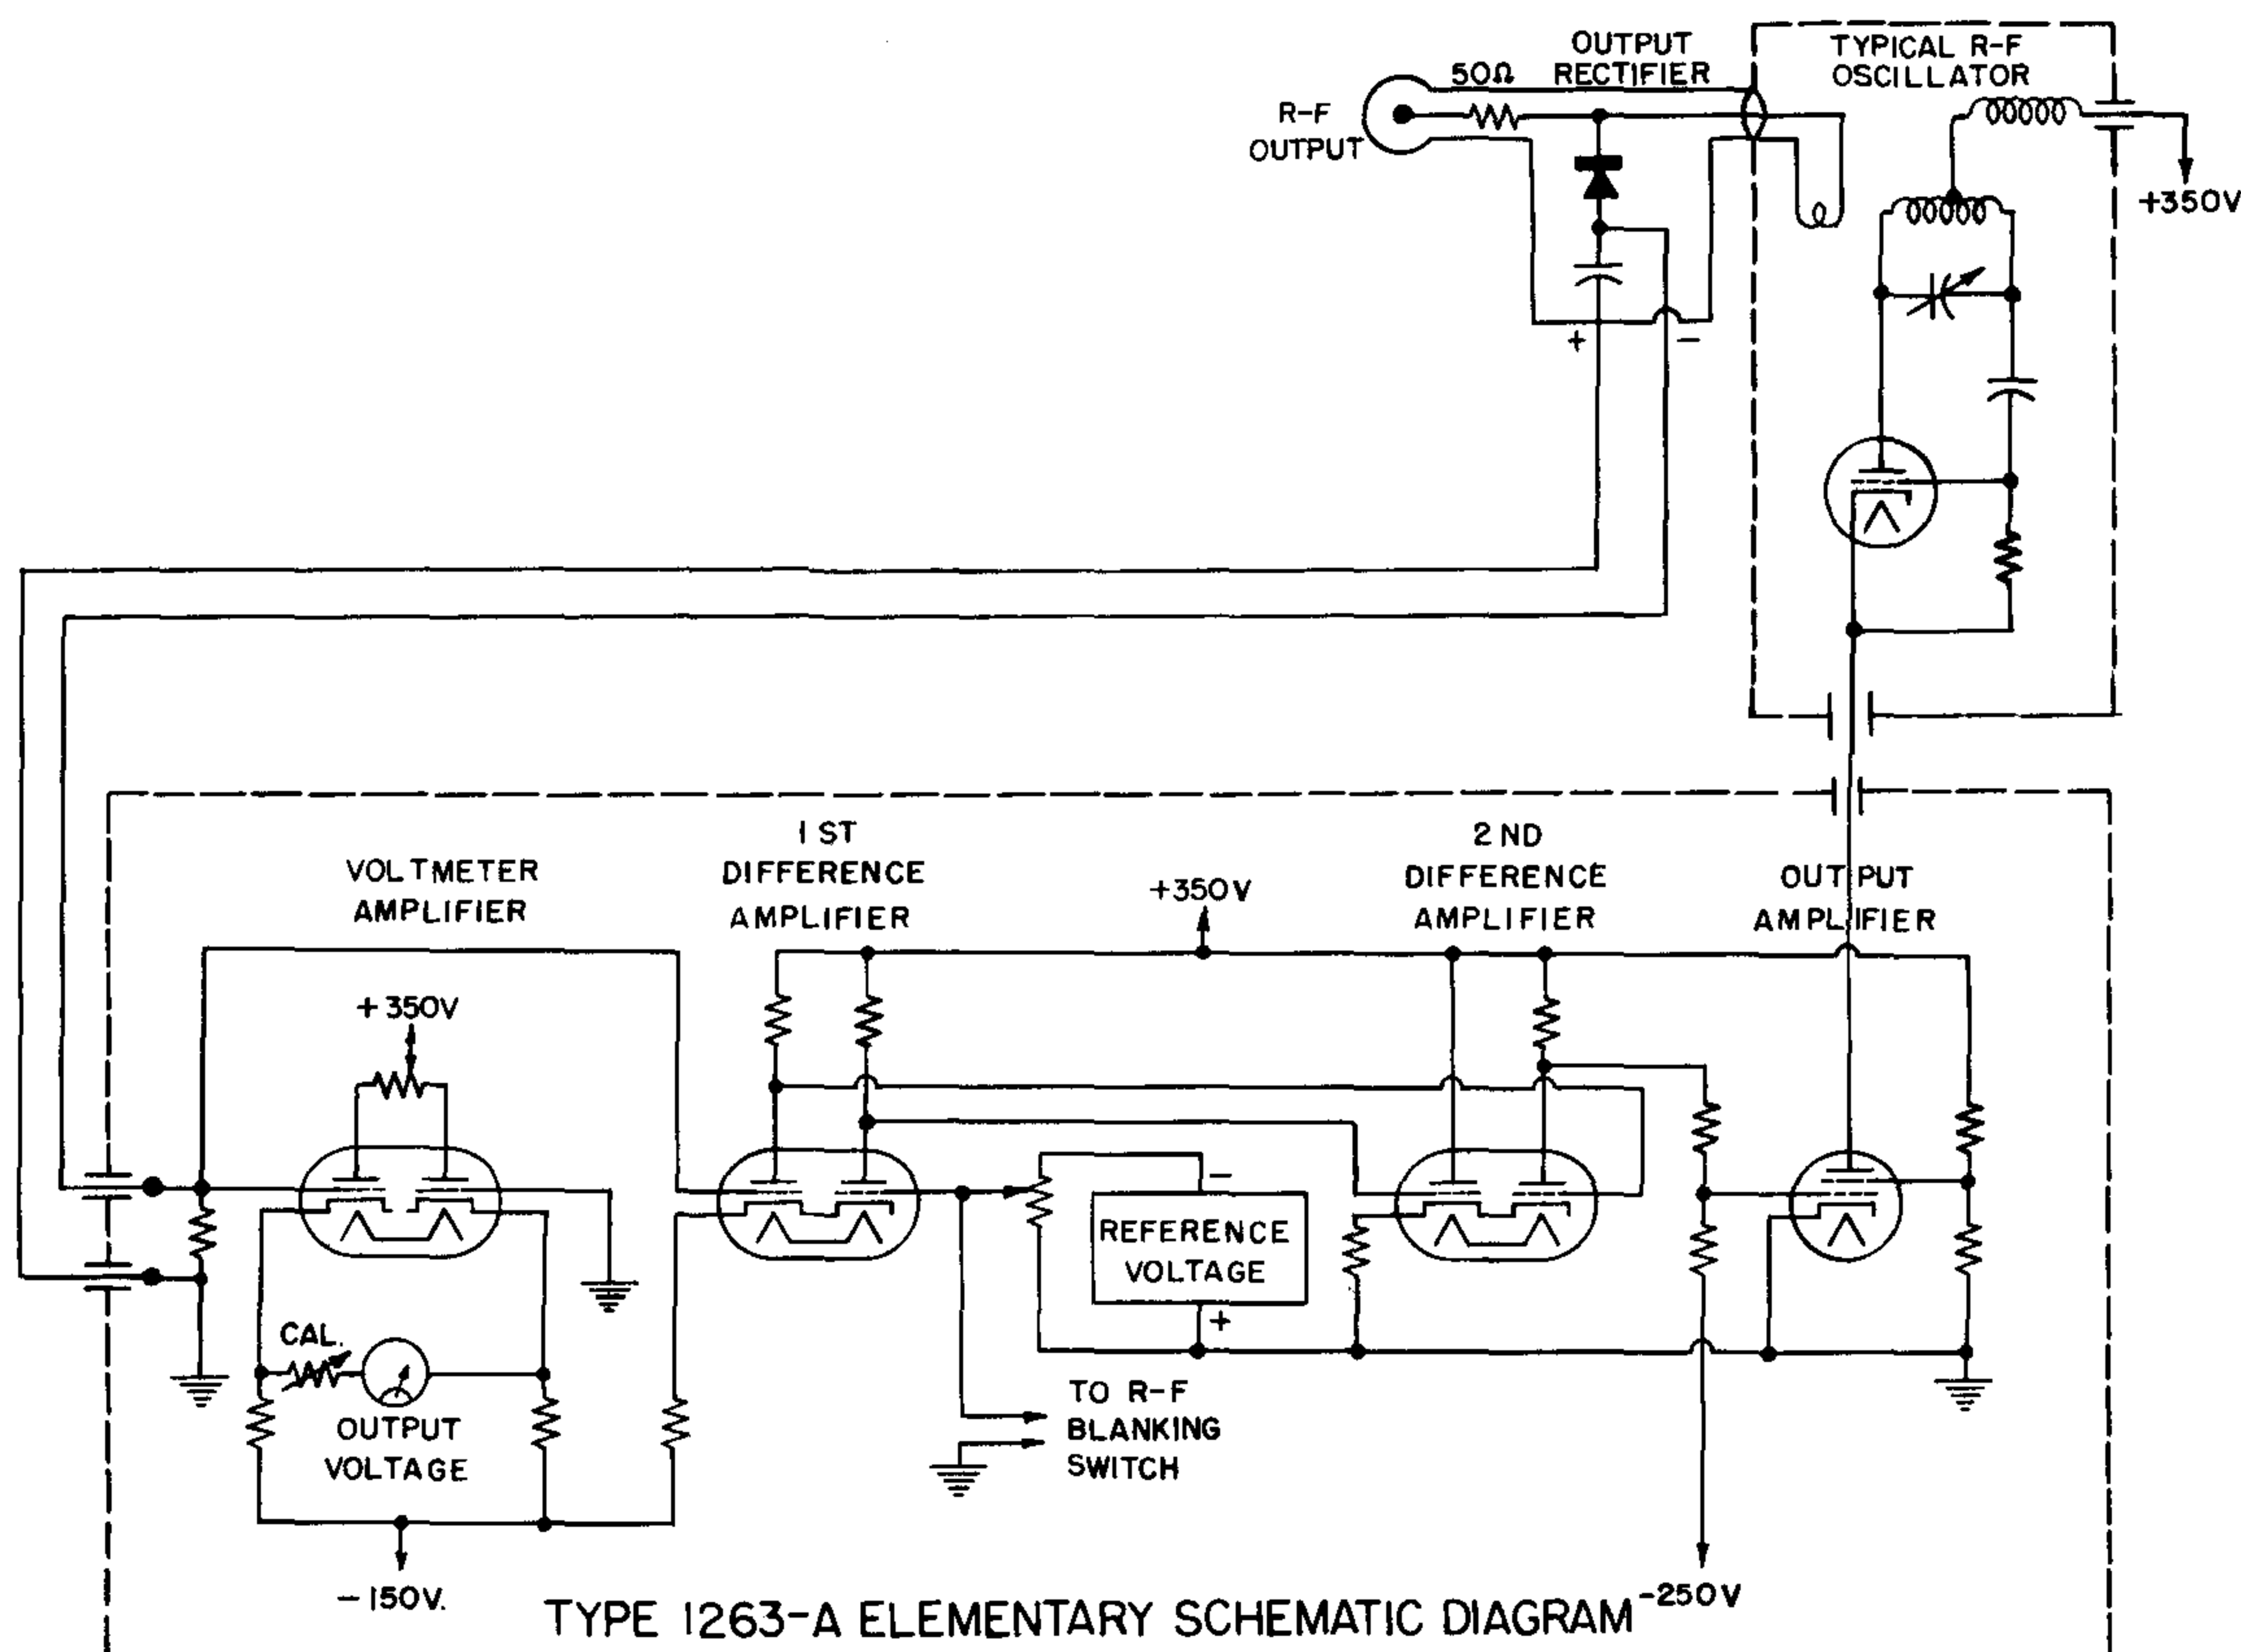 OUTPUT
RECTIFIER
TYPICAL R-F
OSCILLATOR
50Ω
R-F
OUTPUT
+350V
+
−
1 ST
DIFFERENCE
AMPLIFIER
2 ND
DIFFERENCE
AMPLIFIER
VOLTMETER
AMPLIFIER
OUTPUT
AMPLIFIER
+350V
+350V
−
REFERENCE
VOLTAGE
+
CAL.
OUTPUT
VOLTAGE
TO R-F
BLANKING
SWITCH
-150V.
-250V
TYPE 1263-A ELEMENTARY SCHEMATIC DIAGRAM